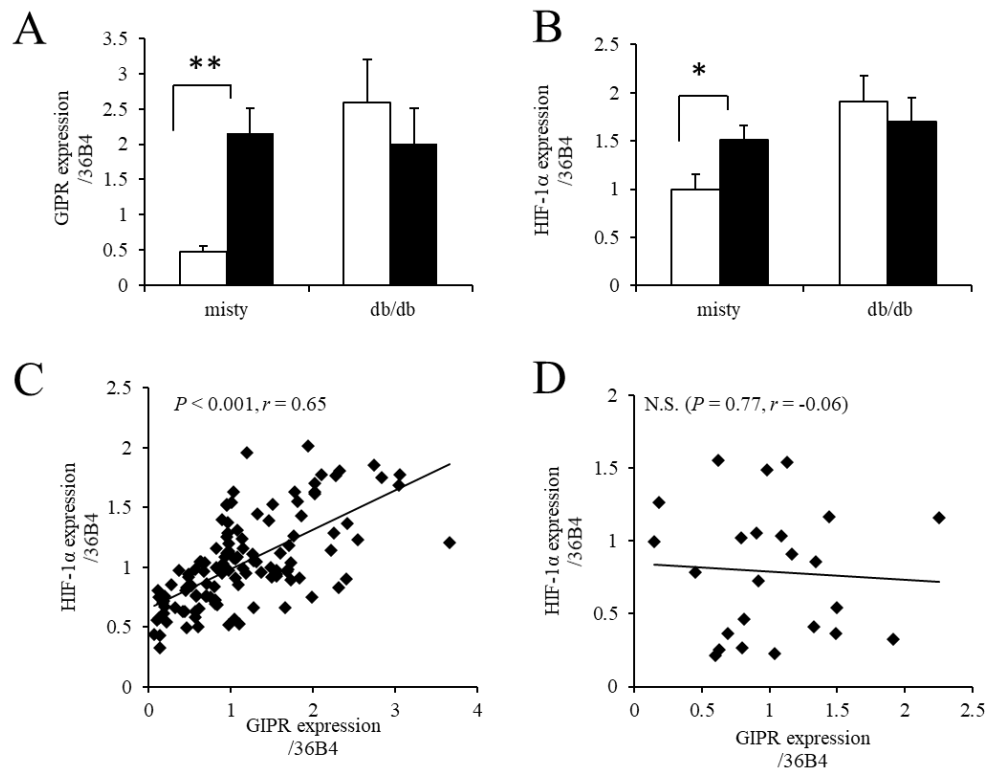 A
GIPR expression
/36B4
3.5
3
2.5
2
1.5
1
0.5
0
**
misty
db/db
B
HIF-1α expression
/36B4
2.5
2
1.5
1
0.5
0
*
misty
db/db
C
HIF-1α expression
/36B4
2.5
2
1.5
1
0.5
0
P < 0.001, r = 0.65
0
1
2
3
4
GIPR expression
/36B4
D
HIF-1α expression
/36B4
2
1.5
1
0.5
0
N.S. (P = 0.77, r = -0.06)
0
0.5
1
1.5
2
2.5
GIPR expression
/36B4